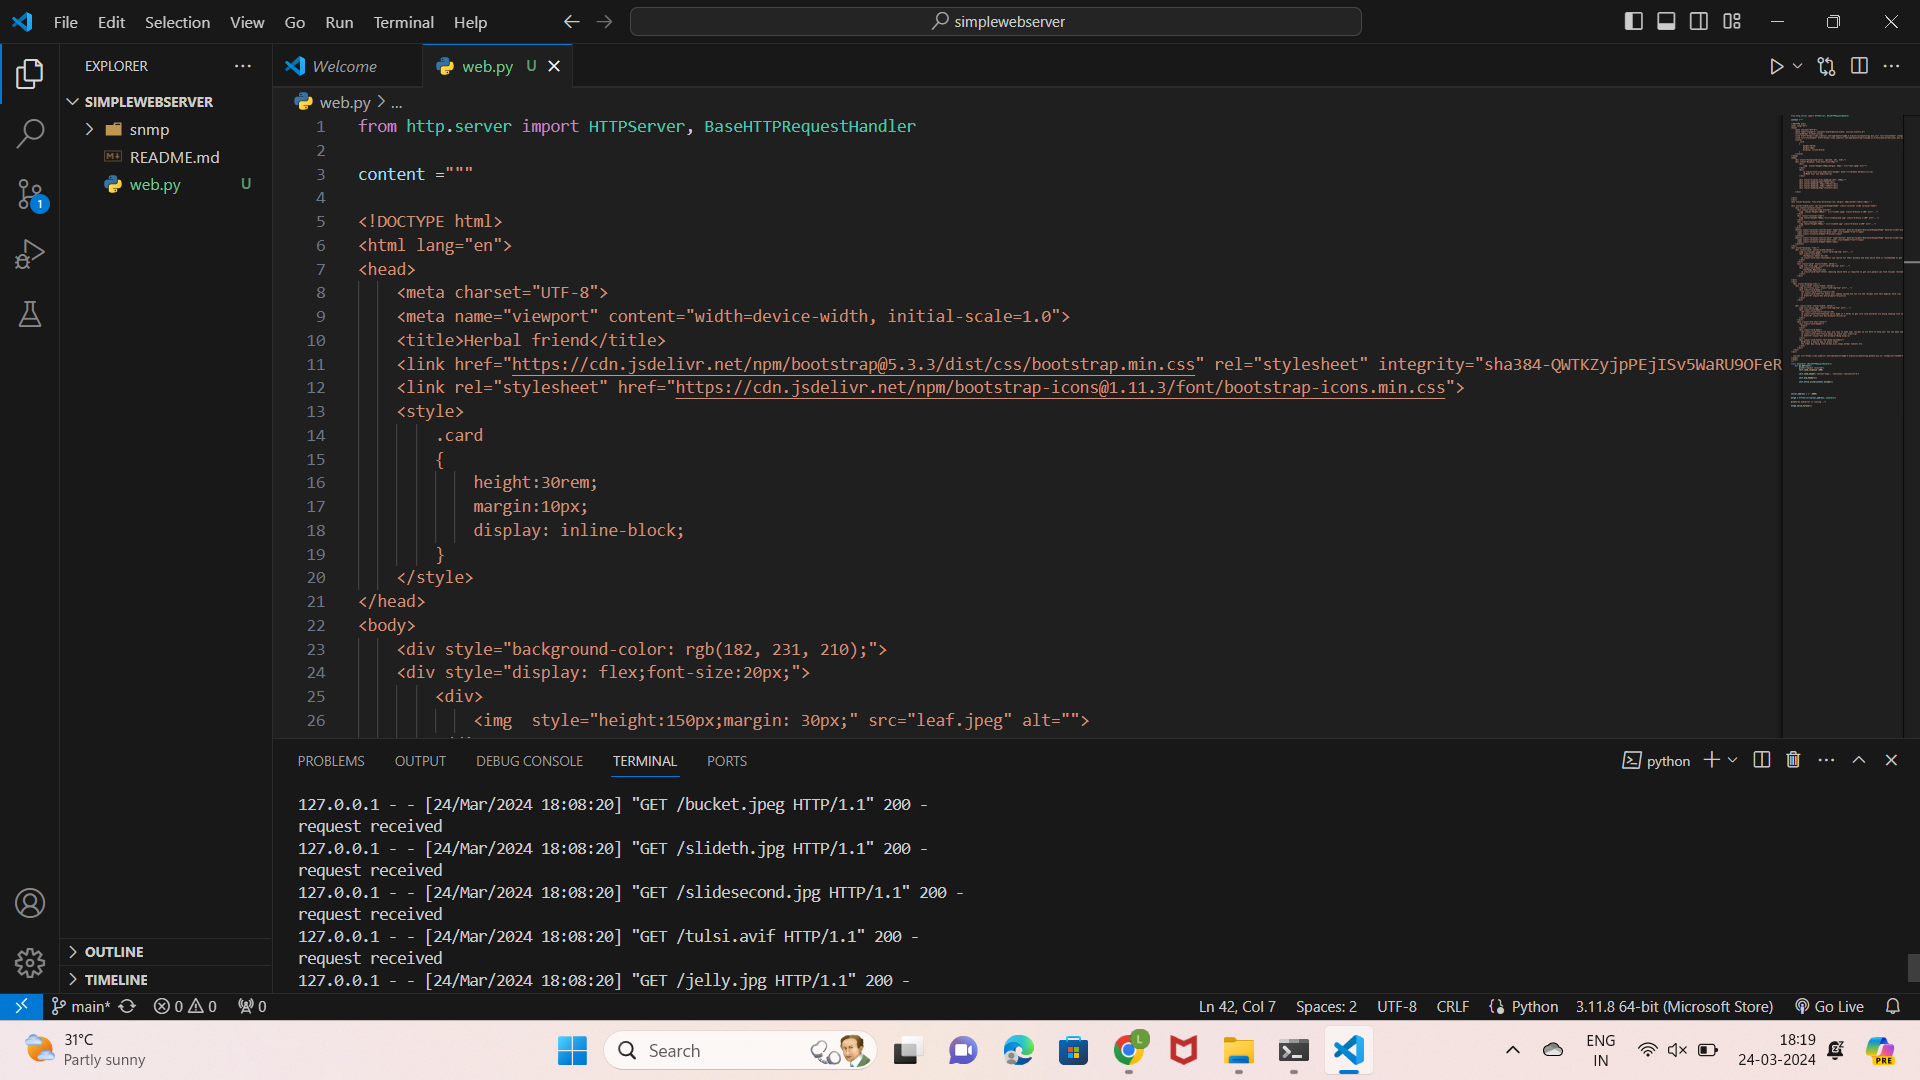 File Edit Selection View Go Run Terminal Help
simplewebserver
EXPLORER
SIMPLEWEBSERVER
snmp
README.md
web.py U
OUTLINE
TIMELINE
Welcome
web.py U
web.py > ...
1 from http.server import HTTPServer, BaseHTTPRequestHandler
2
3 content ="""
4
5 <!DOCTYPE html>
6 <html lang="en">
7 <head>
8 <meta charset="UTF-8">
9 <meta name="viewport" content="width=device-width, initial-scale=1.0">
10 <title>Herbal friend</title>
11 <link href="https://cdn.jsdelivr.net/npm/bootstrap@5.3.3/dist/css/bootstrap.min.css" rel="stylesheet" integrity="sha384-QWTKZyjpPEjISv5WaRU9OFeR
12 <link rel="stylesheet" href="https://cdn.jsdelivr.net/npm/bootstrap-icons@1.11.3/font/bootstrap-icons.min.css">
13 <style>
14 .card
15 {
16 height:30rem;
17 margin:10px;
18 display: inline-block;
19 }
20 </style>
21 </head>
22 <body>
23 <div style="background-color: rgb(182, 231, 210);">
24 <div style="display: flex;font-size:20px;">
25 <div>
26 <img  style="height:150px;margin: 30px;" src="leaf.jpeg" alt="">
PROBLEMS OUTPUT DEBUG CONSOLE TERMINAL PORTS
python
127.0.0.1 - - [24/Mar/2024 18:08:20] "GET /bucket.jpeg HTTP/1.1" 200 -
request received
127.0.0.1 - - [24/Mar/2024 18:08:20] "GET /slideth.jpg HTTP/1.1" 200 -
request received
127.0.0.1 - - [24/Mar/2024 18:08:20] "GET /slidesecond.jpg HTTP/1.1" 200 -
request received
127.0.0.1 - - [24/Mar/2024 18:08:20] "GET /tulsi.avif HTTP/1.1" 200 -
request received
127.0.0.1 - - [24/Mar/2024 18:08:20] "GET /jelly.jpg HTTP/1.1" 200 -
1
main* 0 0 0
Ln 42, Col 7 Spaces: 2 UTF-8 CRLF Python 3.11.8 64-bit (Microsoft Store) Go Live
31°C
Partly sunny
Search
L
ENG
IN
18:19
24-03-2024
PRE